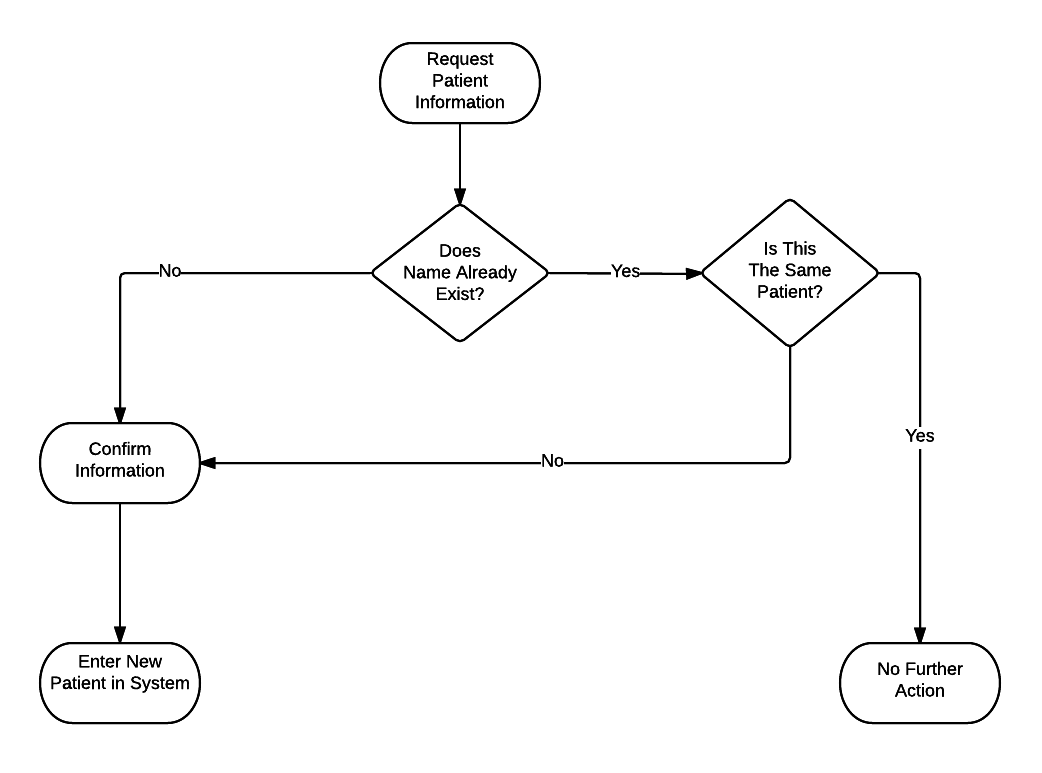 Request
Patient
Information
Does
Name Already
Exist?
Is This
The Same
Patient?
No
Yes
Yes
Confirm
Information
No
Enter New
Patient in System
No Further
Action